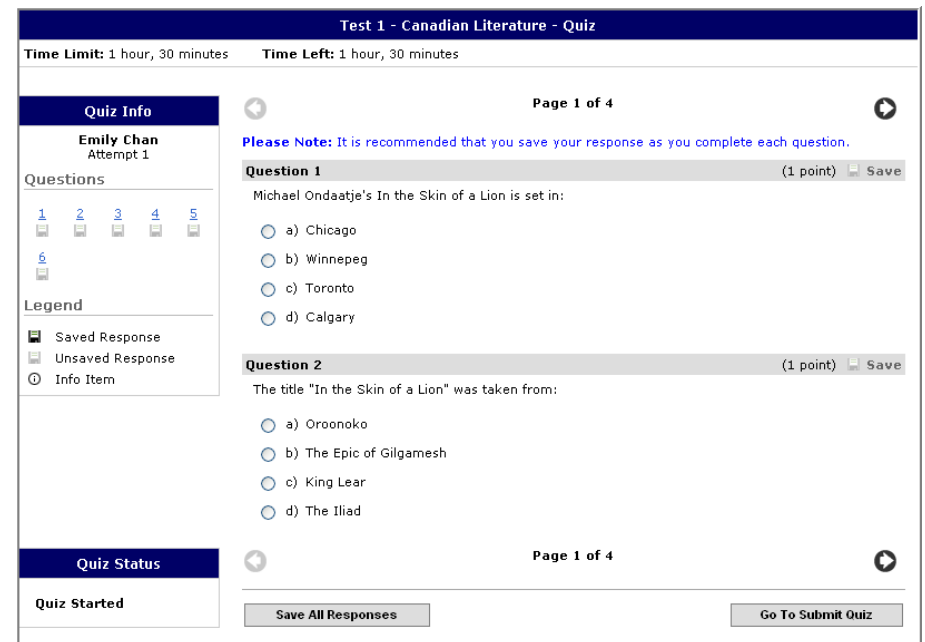 Test 1 - Canadian Literature - Quiz
Time Limit: 1 hour, 30 minutes Time Left: 1 hour, 30 minutes
Quiz Info
Emily Chan
Attempt 1
Questions
1 2 3 4 5
6
Legend
Saved Response
Unsaved Response
Info Item
Quiz Status
Quiz Started
Page 1 of 4
Please Note: It is recommended that you save your response as you complete each question.
Question 1 (1 point) Save
Michael Ondaatje's In the Skin of a Lion is set in:
a) Chicago
b) Winnepeg
c) Toronto
d) Calgary
Question 2 (1 point) Save
The title "In the Skin of a Lion" was taken from:
a) Oroonoko
b) The Epic of Gilgamesh
c) King Lear
d) The Iliad
Page 1 of 4
Save All Responses Go To Submit Quiz